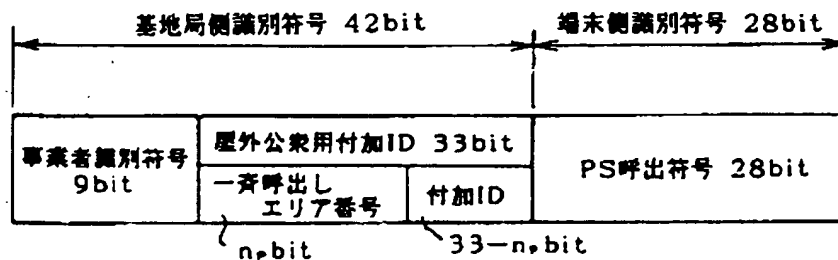 基地局側識別符号 42bit
端末側識別符号 28bit
事業者識別符号
9bit
屋外公衆用付加ID 33bit
一斉呼出し
エリア番号
付加ID
PS呼出符号 28bit
npbit
33-npbit